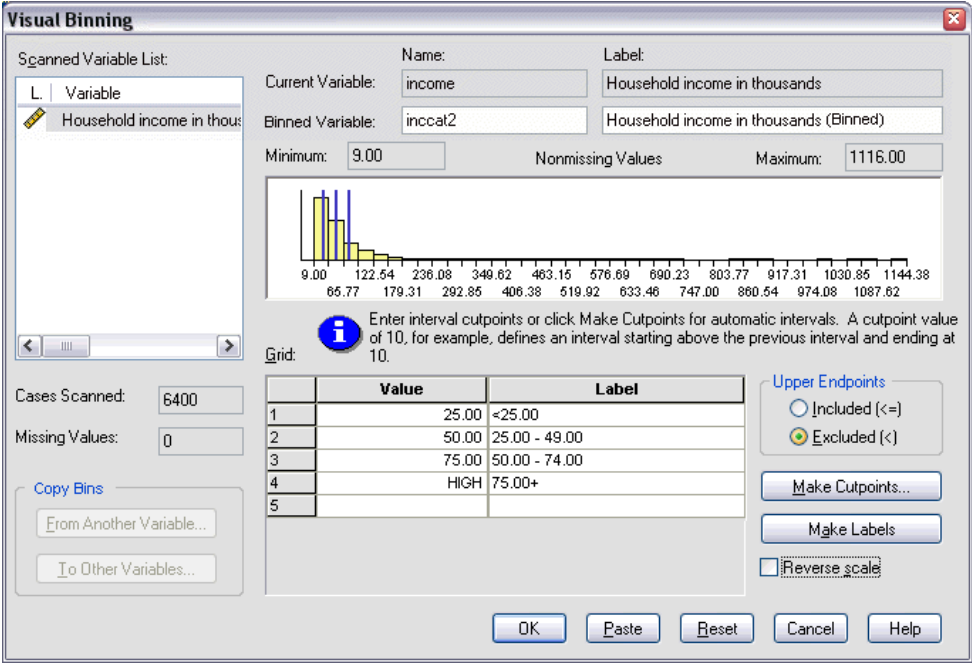 Visual Binning
Scanned Variable List:
L. Variable
Household income in thous
Name: Label:
Current Variable: income Household income in thousands
Binned Variable: inccat2 Household income in thousands (Binned)
Minimum: 9.00 Nonmissing Values Maximum: 1116.00
9.00 122.54 236.08 349.62 463.15 576.69 690.23 803.77 917.31 1030.85 1144.38
65.77 179.31 292.85 406.38 519.92 633.46 747.00 860.54 974.08 1087.62
Enter interval cutpoints or click Make Cutpoints for automatic intervals. A cutpoint value
of 10, for example, defines an interval starting above the previous interval and ending at
10.
Grid:
Value Label
1 25.00 <25.00
2 50.00 25.00 - 49.00
3 75.00 50.00 - 74.00
4 HIGH 75.00+
5
Cases Scanned: 6400
Missing Values: 0
Copy Bins
From Another Variable...
To Other Variables...
Upper Endpoints
Included (<=)
Excluded (<)
Make Cutpoints...
Make Labels
Reverse scale
OK Paste Reset Cancel Help